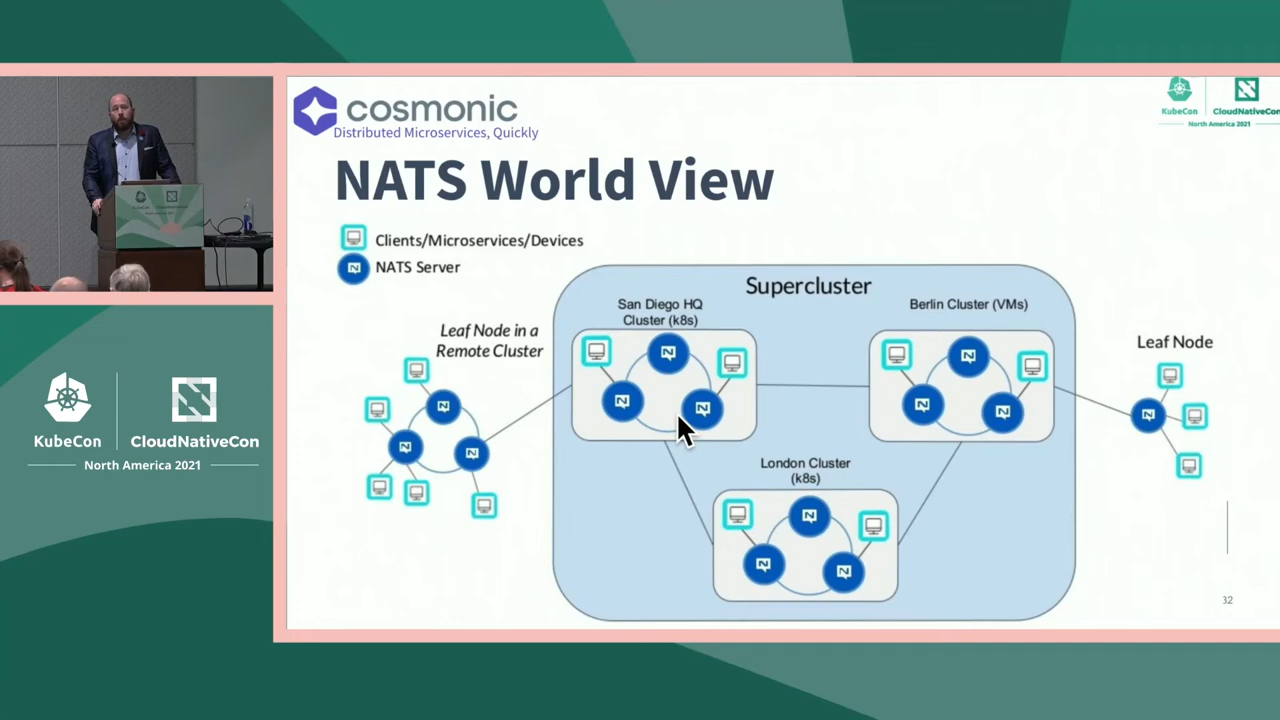 cosmonic
Distributed Microservices, Quickly
KubeCon
CloudNativeCon
North America 2021
NATS World View
Clients/Microservices/Devices
NATS Server
Supercluster
San Diego HQ
Cluster (k8s)
Berlin Cluster (VMs)
Leaf Node in a
Remote Cluster
Leaf Node
London Cluster
(k8s)
32
KubeCon
CloudNativeCon
North America 2021